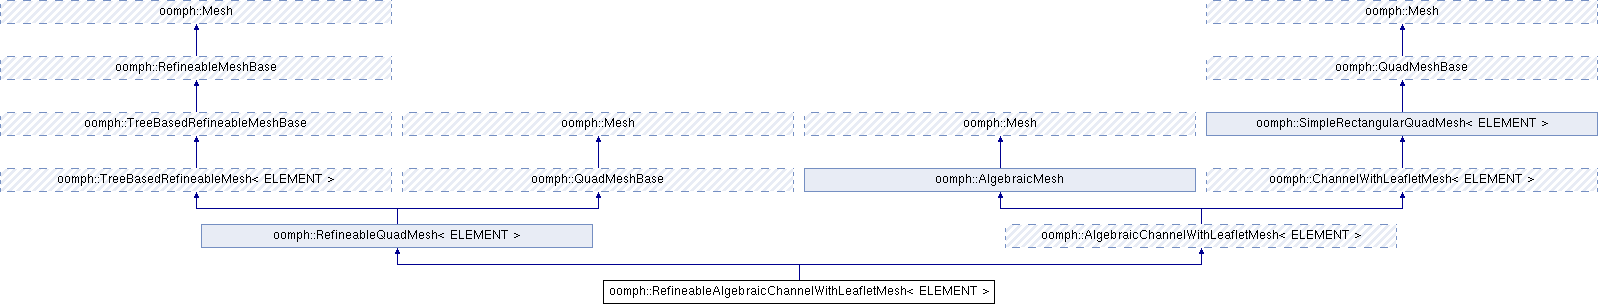 oomph::Mesh
oomph::Mesh
oomph::RefineableMeshBase
oomph::QuadMeshBase
oomph::TreeBasedRefineableMeshBase
oomph::Mesh
oomph::Mesh
oomph::SimpleRectangularQuadMesh< ELEMENT >
oomph::TreeBasedRefineableMesh< ELEMENT >
oomph::QuadMeshBase
oomph::AlgebraicMesh
oomph::ChannelWithLeafletMesh< ELEMENT >
oomph::RefineableQuadMesh< ELEMENT >
oomph::AlgebraicChannelWithLeafletMesh< ELEMENT >
oomph::RefineableAlgebraicChannelWithLeafletMesh< ELEMENT >